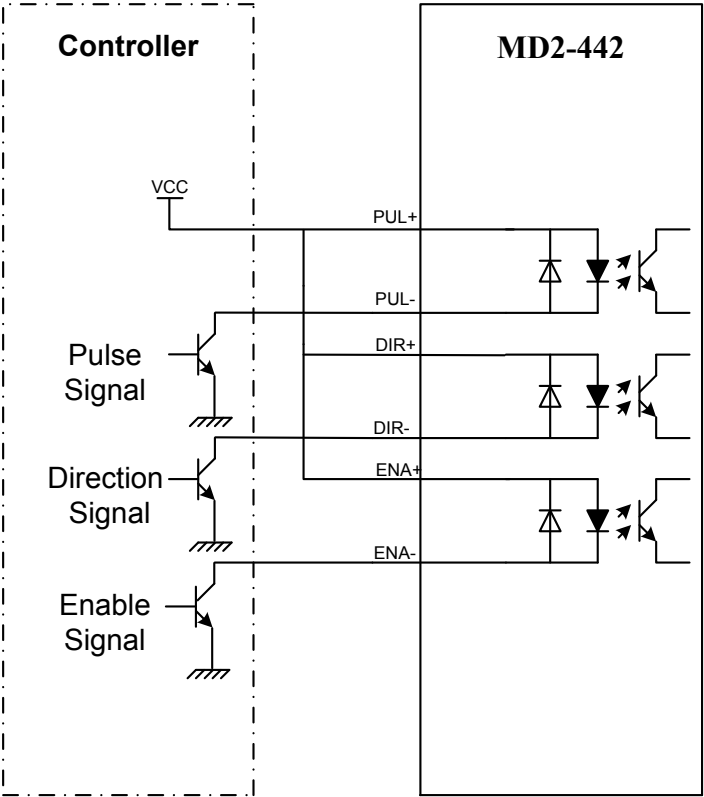 Controller
MD2-442
VCC
PUL+
PUL-
Pulse
Signal
DIR+
DIR-
Direction
Signal
ENA+
ENA-
Enable
Signal